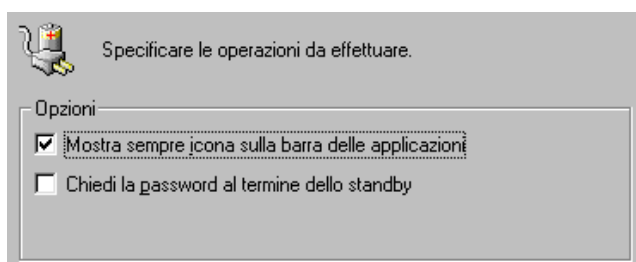 Specificare le operazioni da effettuare.
Opzioni
Mostra sempre icona sulla barra delle applicazioni
Chiedi la password al termine dello standby